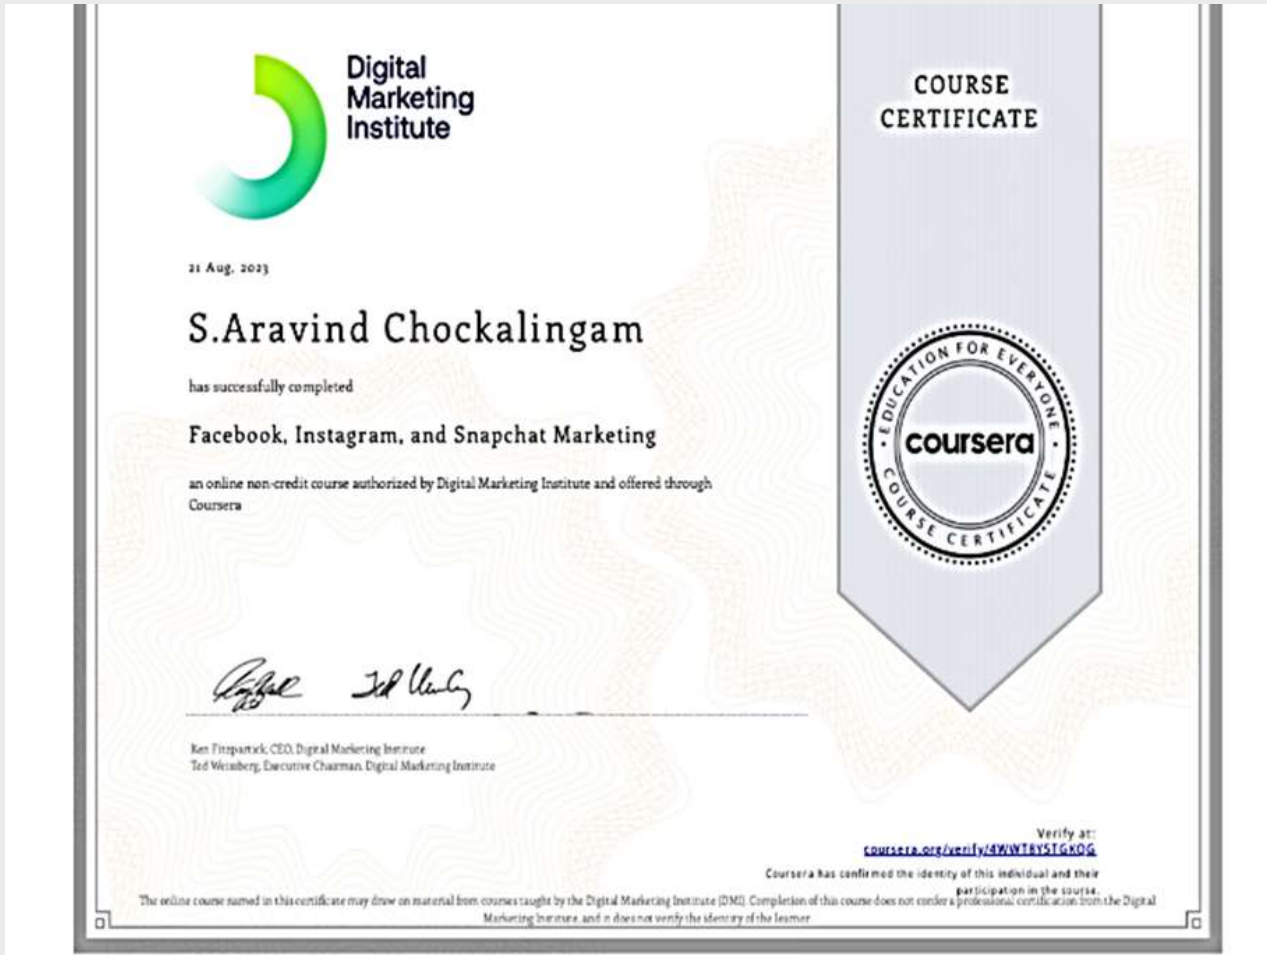 Digital
Marketing
Institute
COURSE
CERTIFICATE
21 Aug, 2023
S.Aravind Chockalingam
has successfully completed
Facebook, Instagram, and Snapchat Marketing
an online non-credit course authorized by Digital Marketing Institute and offered through
Coursera
EDUCATION FOR EVERYONE
coursera
COURSE CERTIFICATE
Ken Fitzpatrick, CEO, Digital Marketing Institute
Ted Weinberg, Executive Chairman, Digital Marketing Institute
Verify at:
coursera.org/verify/4WWTBYSTGKQG
Coursera has confirmed the identity of this individual and their
participation in the course.
The online course named in this certificate may draw on material from courses taught by the Digital Marketing Institute (DMI). Completion of this course does not confer a professional certification from the Digital
Marketing Institute, and it does not verify the identity of the learner